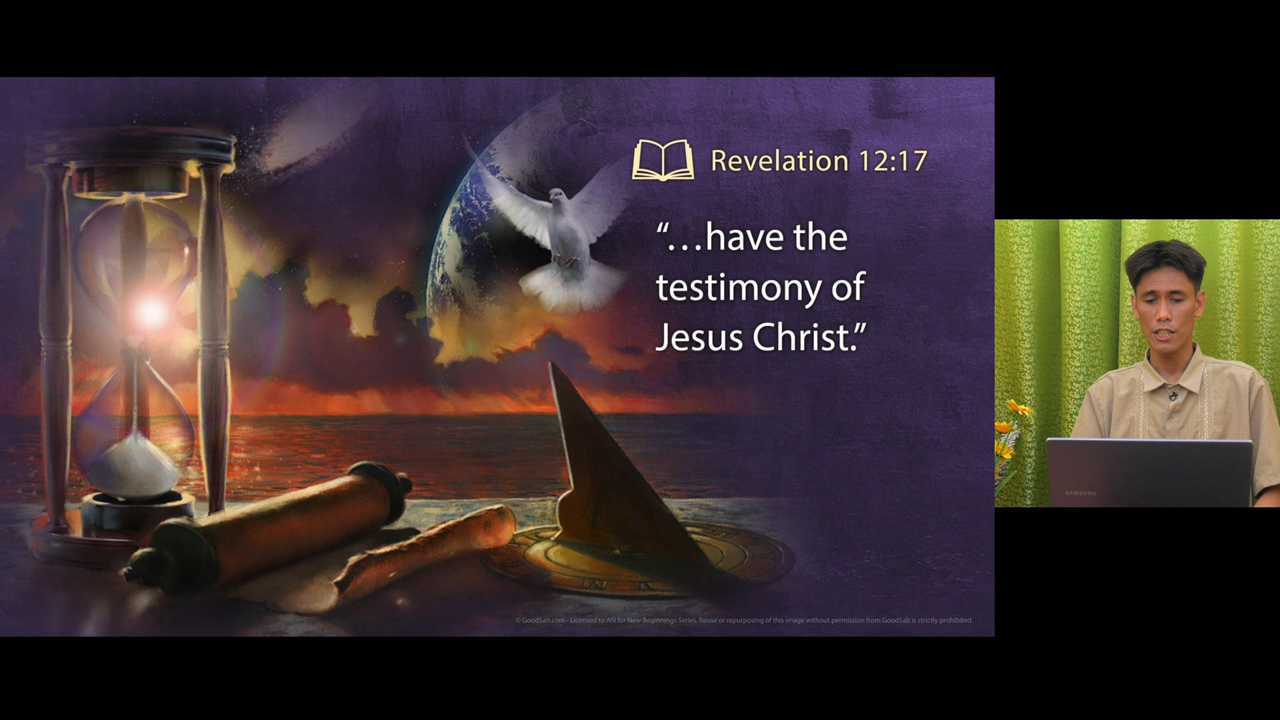 Revelation 12:17
“…have the
testimony of
Jesus Christ.”
SAMSUNG
© GoodSalt.com - Licensed to ASI for New Beginnings Series. Reuse or repurposing of this image without permission from GoodSalt is strictly prohibited.